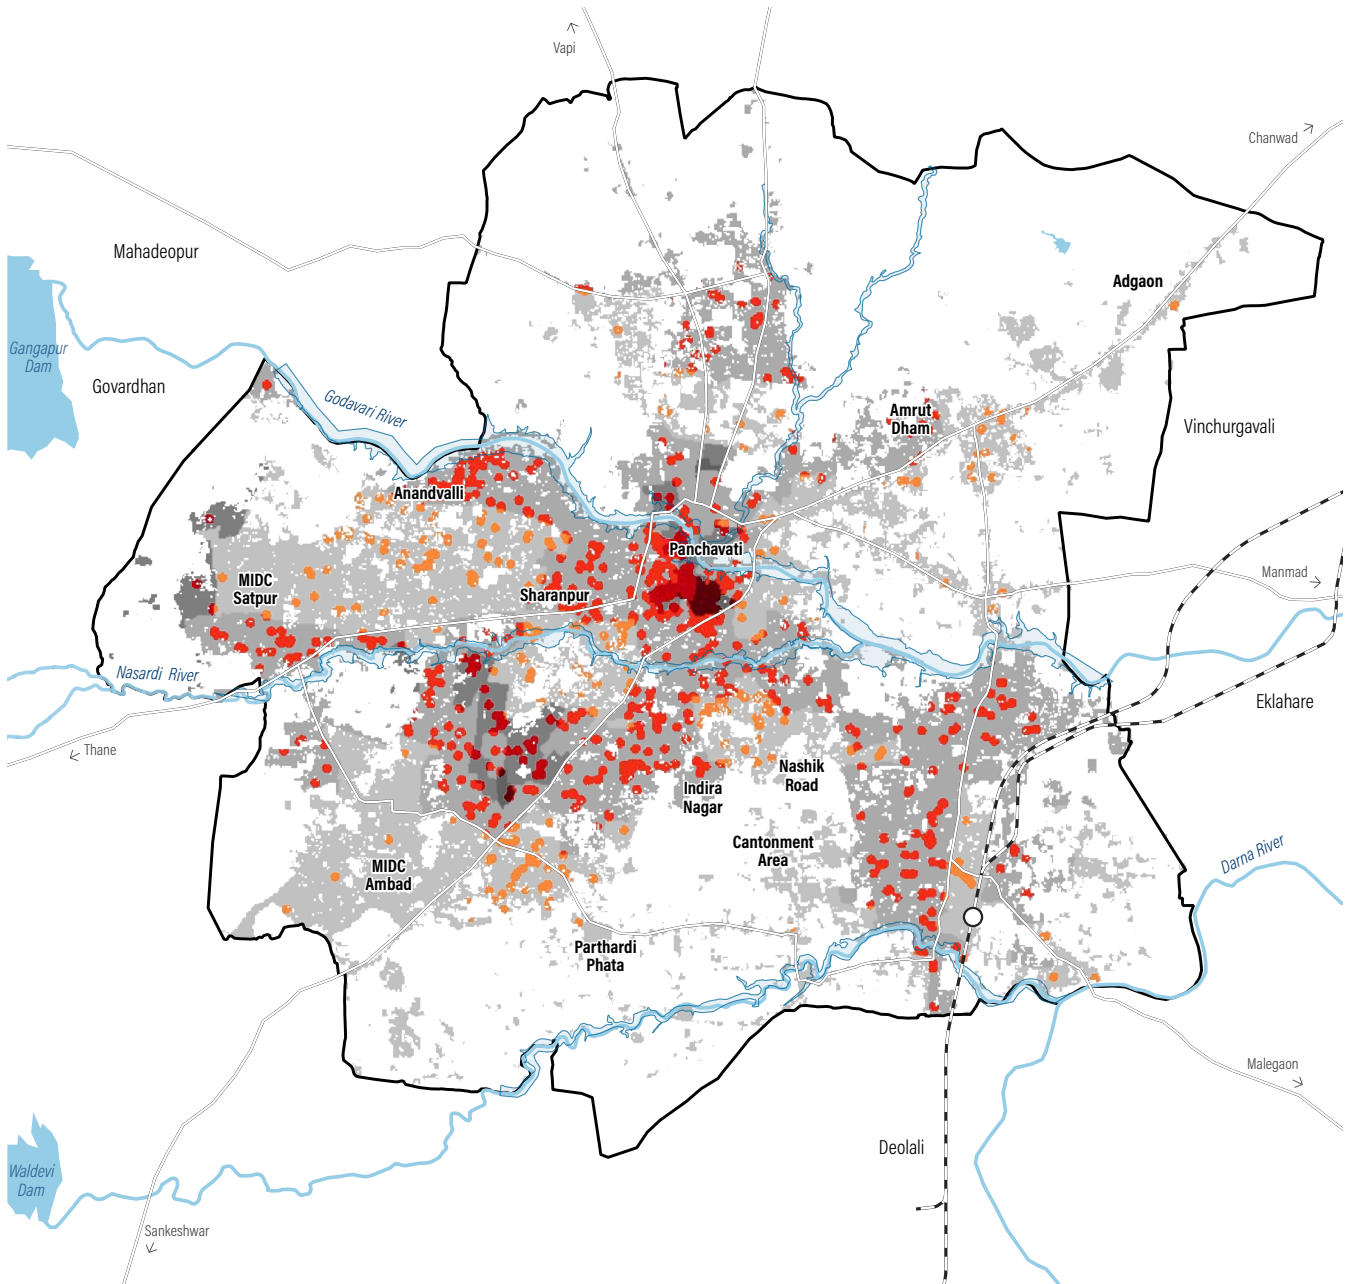 Vapi
Chanwad
Mahadeopur
Adgaon
Gangapur
Dam
Govardhan
Godavari River
Amrut
Dham
Vinchurgavali
Anandvalli
Panchavati
MIDC
Satpur
Sharanpur
Manmad
Nasardi River
Eklahare
Thane
Nashik
Road
Indira
Nagar
Cantonment
Area
MIDC
Ambad
Darna River
Parthardi
Phata
Malegaon
Deolali
Waldevi
Dam
Sankeshwar